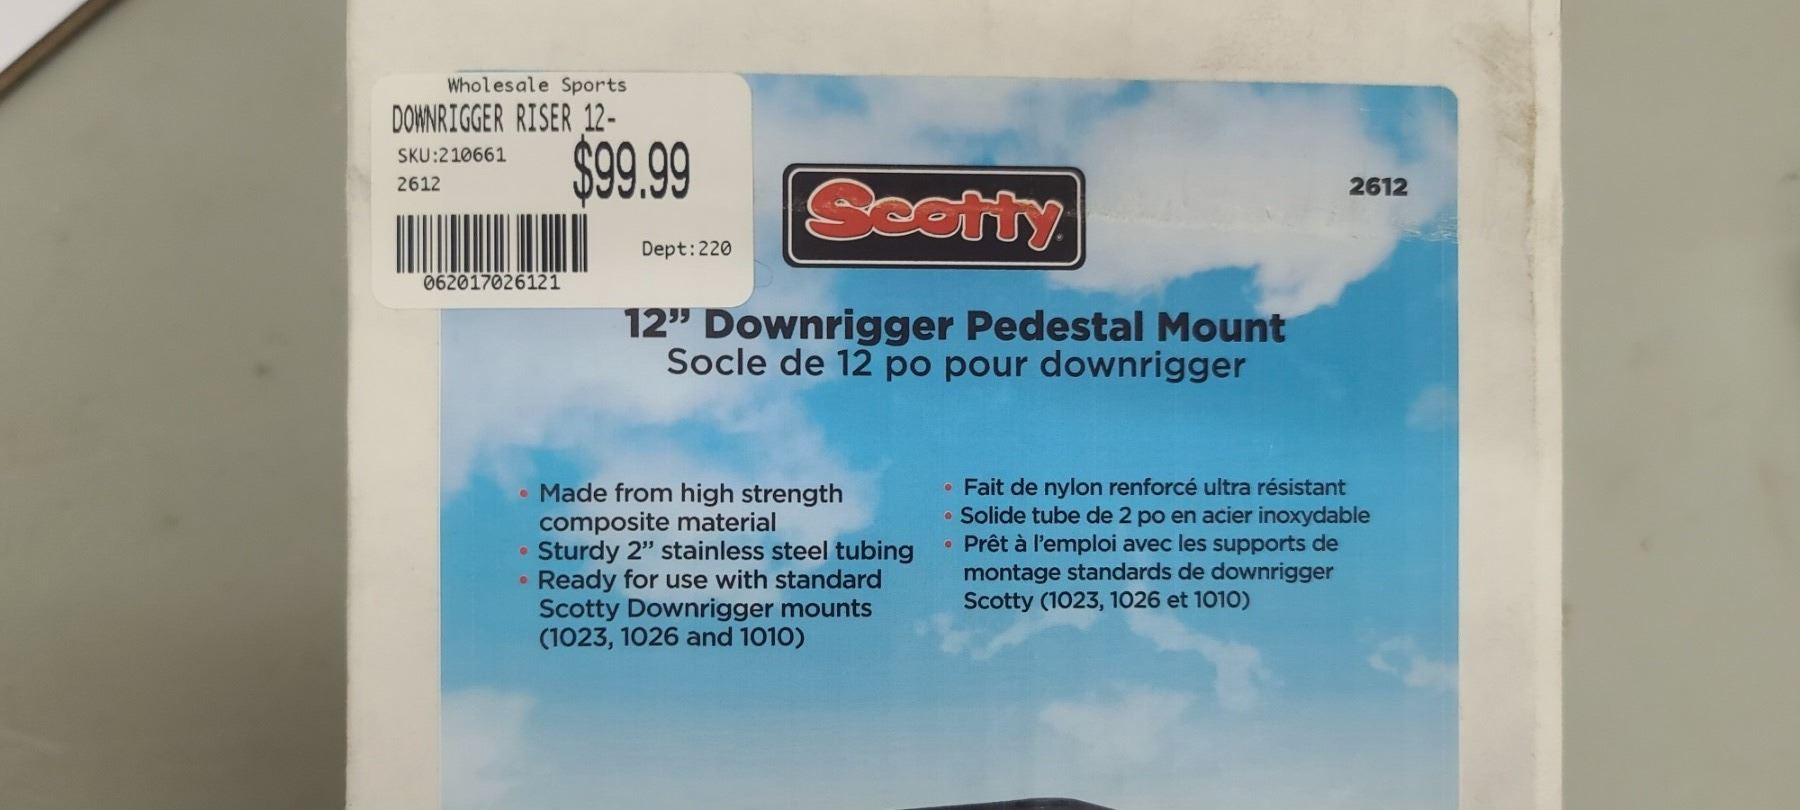 Wholesale Sports
DOWNRIGGER RISER 12-
SKU:210661
$99.99
2612
Dept:220
062017026121
Scotty®
2612
12” Downrigger Pedestal Mount
Socle de 12 po pour downrigger
• Made from high strength
composite material
• Sturdy 2” stainless steel tubing
• Ready for use with standard
Scotty Downrigger mounts
(1023, 1026 and 1010)
• Fait de nylon renforcé ultra résistant
• Solide tube de 2 po en acier inoxydable
• Prêt à l’emploi avec les supports de
montage standards de downrigger
Scotty (1023, 1026 et 1010)